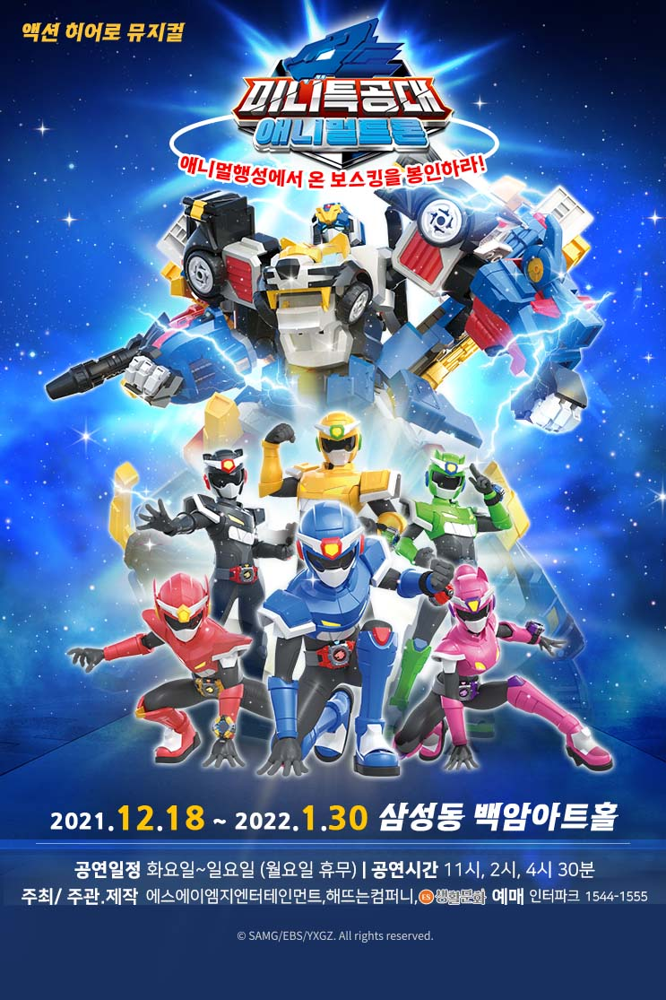 액션 히어로 뮤지컬
미니특공대
애니멀트론
애니멀행성에서 온 보스킹을 봉인하라!
2021.12.18 ~ 2022.1.30 삼성동 백암아트홀
공연일정 화요일~일요일 (월요일 휴무) | 공연시간 11시, 2시, 4시 30분
주최/ 주관.제작 에스에이엠지엔터테인먼트,해뜨는컴퍼니, ES 생활문화 예매 인터파크 1544-1555
© SAMG/EBS/YXGZ. All rights reserved.